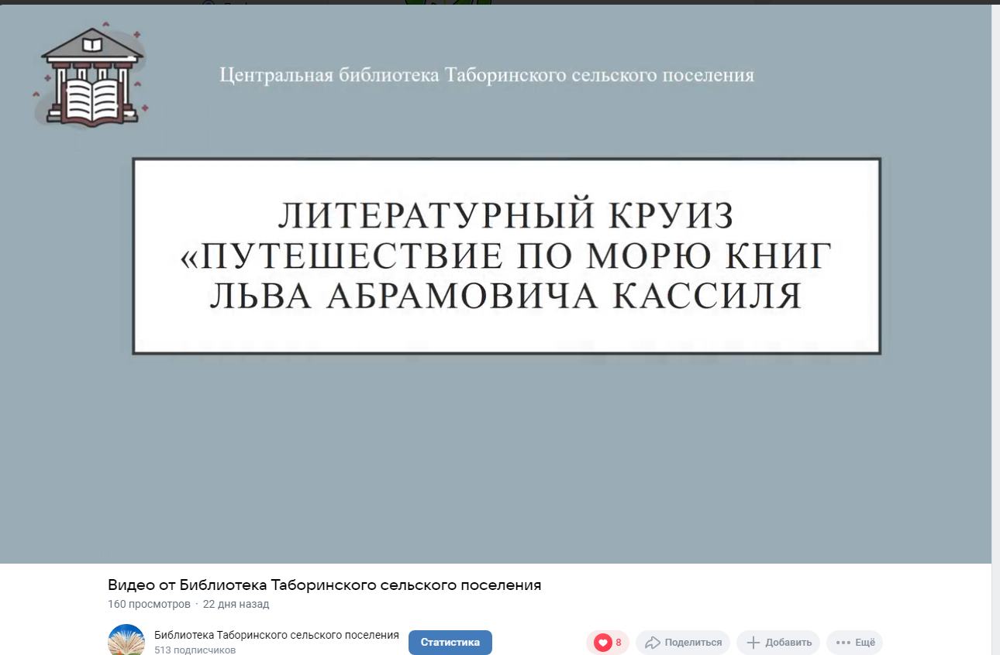 Центральная библиотека Таборинского сельского поселения
ЛИТЕРАТУРНЫЙ КРУИЗ
«ПУТЕШЕСТВИЕ ПО МОРЮ КНИГ
ЛЬВА АБРАМОВИЧА КАССИЛЯ
Видео от Библиотека Таборинского сельского поселения
160 просмотров · 22 дня назад
Библиотека Таборинского сельского поселения
513 подписчиков
Статистика
8
Поделиться
Добавить
Ещё